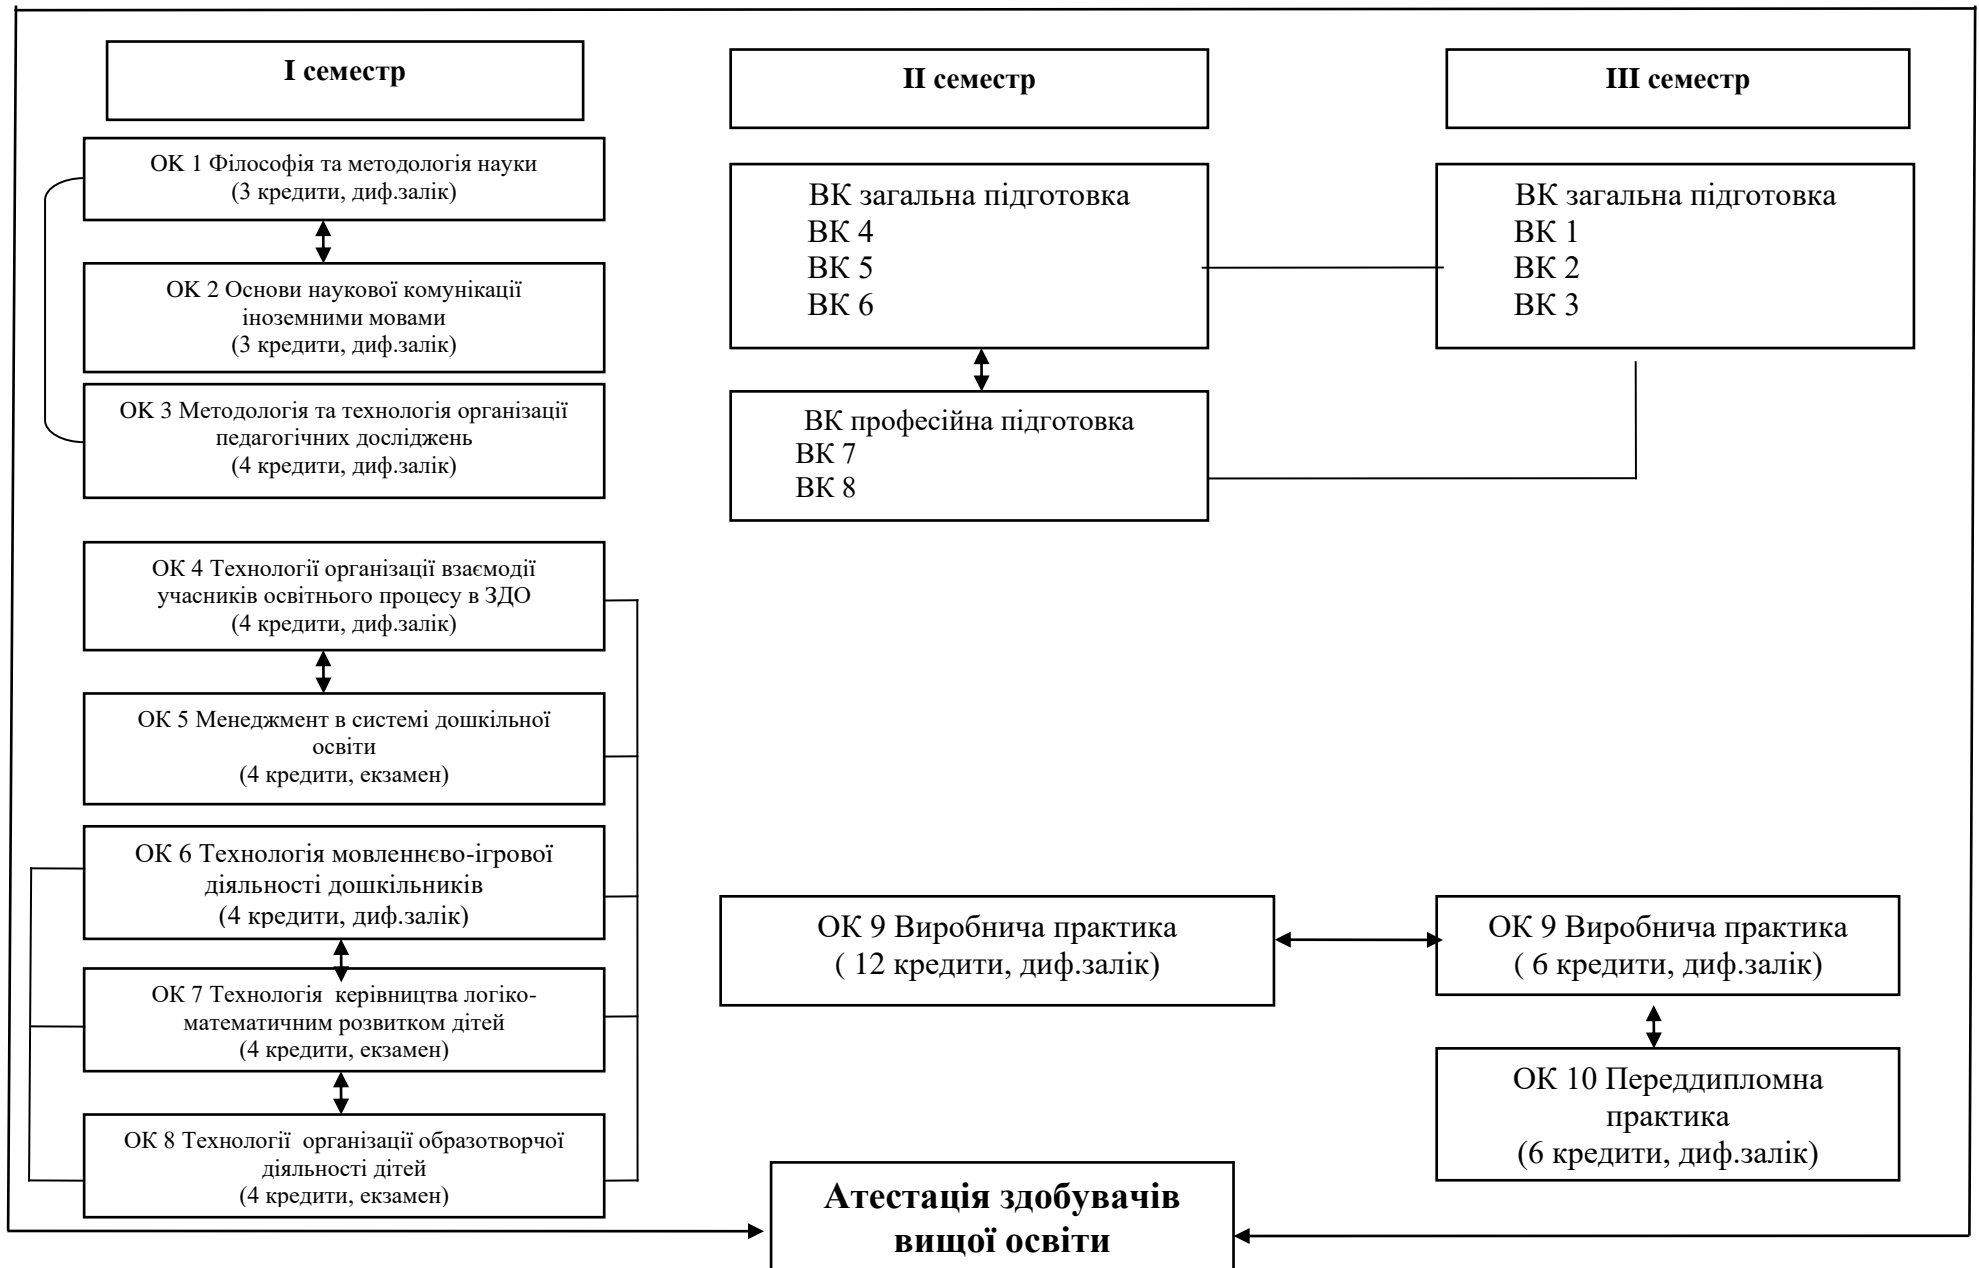 І семестр
ІІ семестр
ІІІ семестр
ОК 1 Філософія та методологія науки
(3 кредити, диф.залік)
ОК 2 Основи наукової комунікації
іноземними мовами
(3 кредити, диф.залік)
ОК 3 Методологія та технологія організації
педагогічних досліджень
(4 кредити, диф.залік)
ОК 4 Технології організації взаємодії
учасників освітнього процесу в ЗДО
(4 кредити, диф.залік)
ОК 5 Менеджмент в системі дошкільної
освіти
(4 кредити, екзамен)
ОК 6 Технологія мовленнєво-ігрової
діяльності дошкільників
(4 кредити, диф.залік)
ОК 7 Технологія керівництва логіко-
математичним розвитком дітей
(4 кредити, екзамен)
ОК 8 Технології організації образотворчої
діяльності дітей
(4 кредити, екзамен)
ВК загальна підготовка
ВК 4
ВК 5
ВК 6
ВК професійна підготовка
ВК 7
ВК 8
ОК 9 Виробнича практика
( 12 кредити, диф.залік)
ВК загальна підготовка
ВК 1
ВК 2
ВК 3
ОК 9 Виробнича практика
( 6 кредити, диф.залік)
ОК 10 Переддипломна
практика
(6 кредити, диф.залік)
Атестація здобувачів
вищої освіти